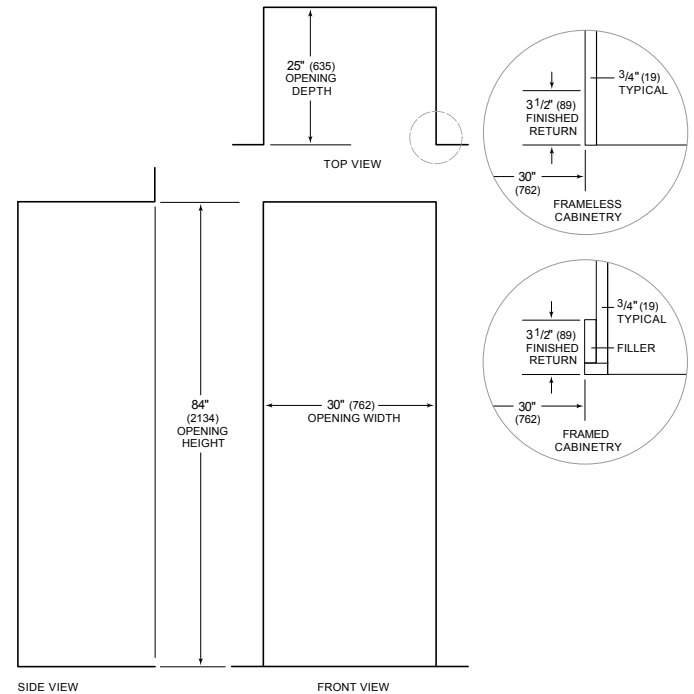 25" (635)
OPENING
DEPTH
TOP VIEW
3/4" (19)
TYPICAL
3 1/2" (89)
FINISHED
RETURN
30"
(762)
FRAMELESS
CABINETRY
3/4" (19)
TYPICAL
3 1/2" (89)
FINISHED
RETURN
FILLER
30"
(762)
FRAMED
CABINETRY
84"
(2134)
OPENING
HEIGHT
30" (762)
OPENING WIDTH
SIDE VIEW
FRONT VIEW